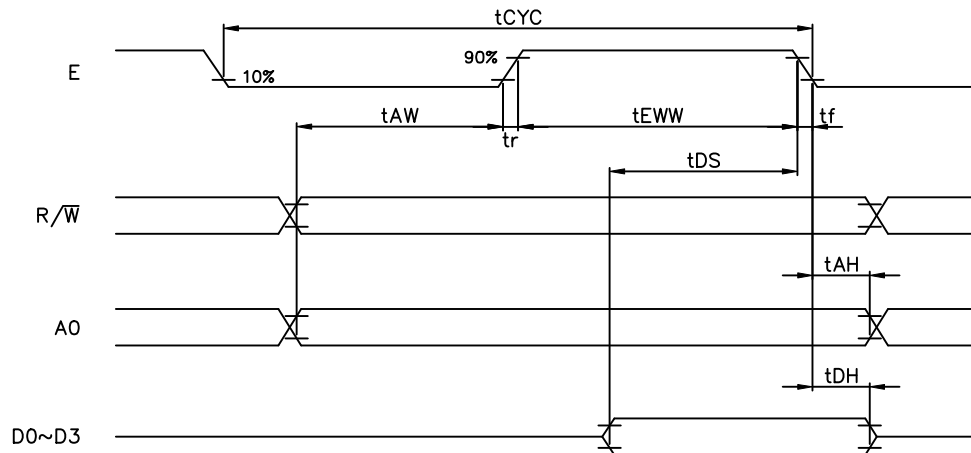 tCYC
E
10%
90%
tAW
tr
tEWW
tf
tDS
R/W̅
tAH
A0
tDH
D0~D3